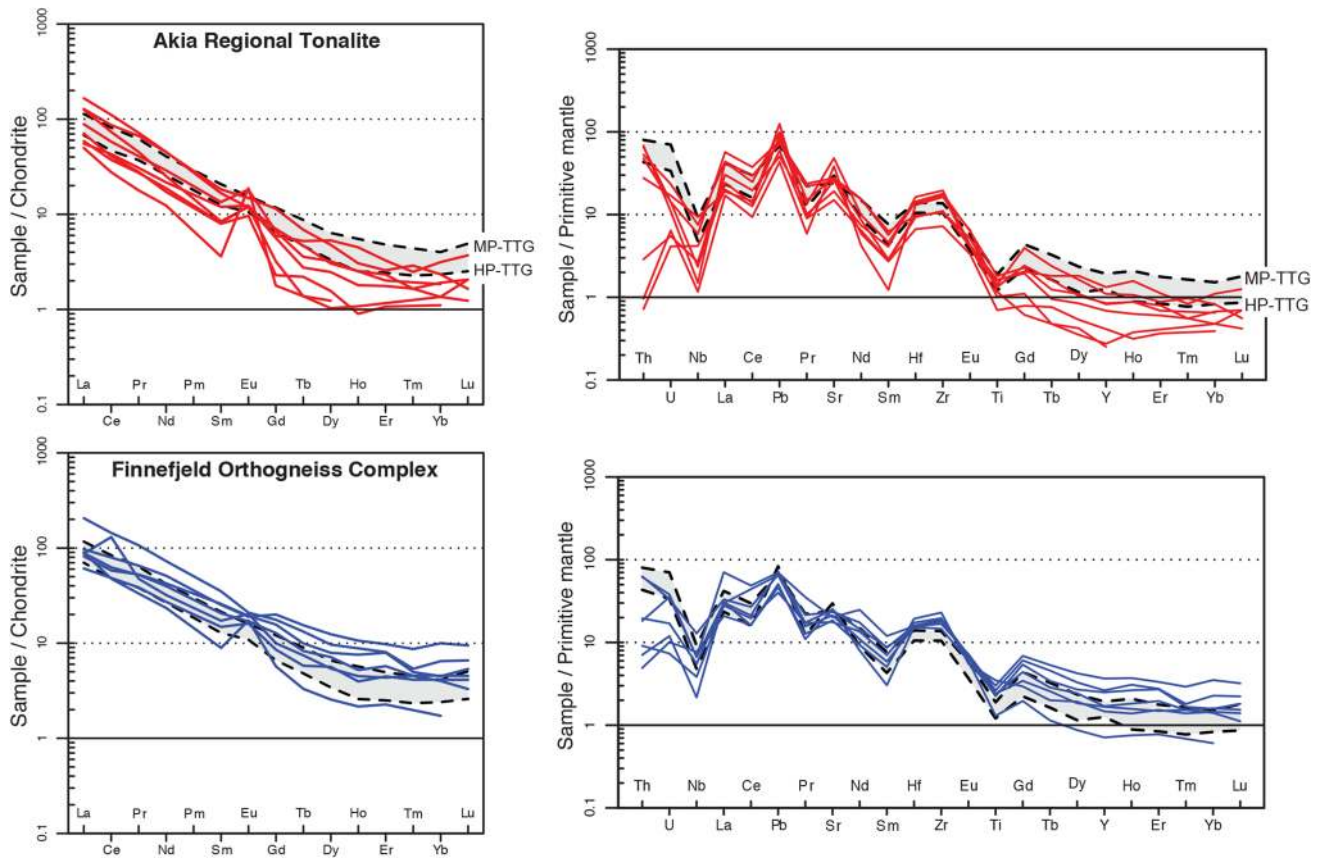 Akia Regional Tonalite
Sample / Chondrite
1000
100
10
1
0.1
MP-TTG
HP-TTG
La Pr Pm Eu Tb Ho Tm Lu
Ce Nd Sm Gd Dy Er Yb
Sample / Primitive mantle
1000
100
10
1
0.1
MP-TTG
HP-TTG
Th Nb La Ce Pb Pr Nd Hf Eu Gd Dy Ho Tm Lu
U La Pb Sr Sm Zr Ti Tb Y Er Yb
Finnefjeld Orthogneiss Complex
Sample / Chondrite
1000
100
10
1
0.1
La Pr Pm Eu Tb Ho Tm Lu
Ce Nd Sm Gd Dy Er Yb
Sample / Primitive mantle
1000
100
10
1
0.1
Th Nb Ce Pr Nd Hf Eu Gd Dy Ho Tm Lu
U La Pb Sr Sm Zr Ti Tb Y Er Yb